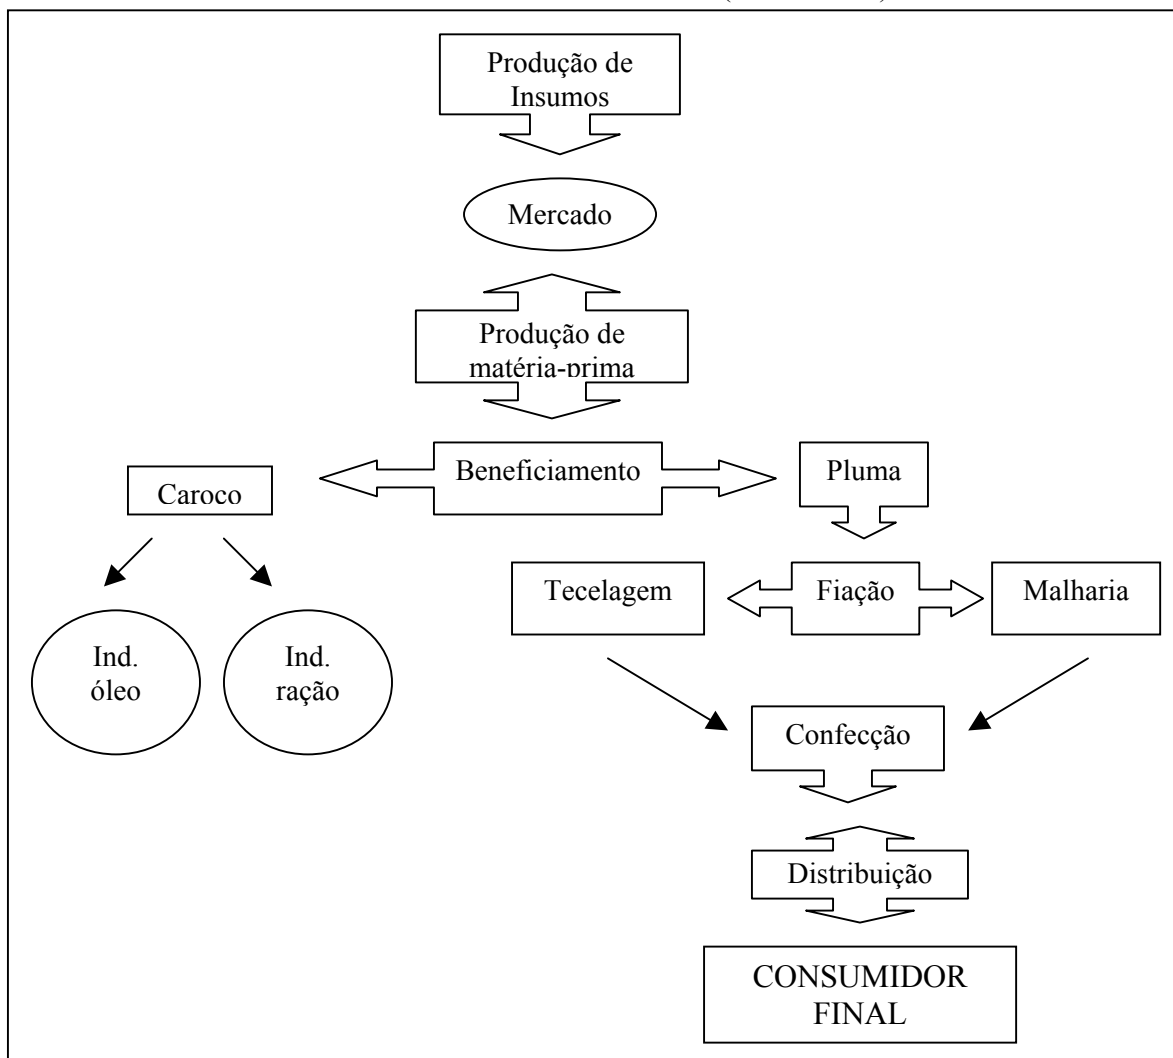 Produção de
Insumos
Mercado
Produção de
matéria-prima
Beneficiamento
Pluma
Caroco
Tecelagem
Fiação
Malharia
Ind.
óleo
Ind.
ração
Confecção
Distribuição
CONSUMIDOR
FINAL